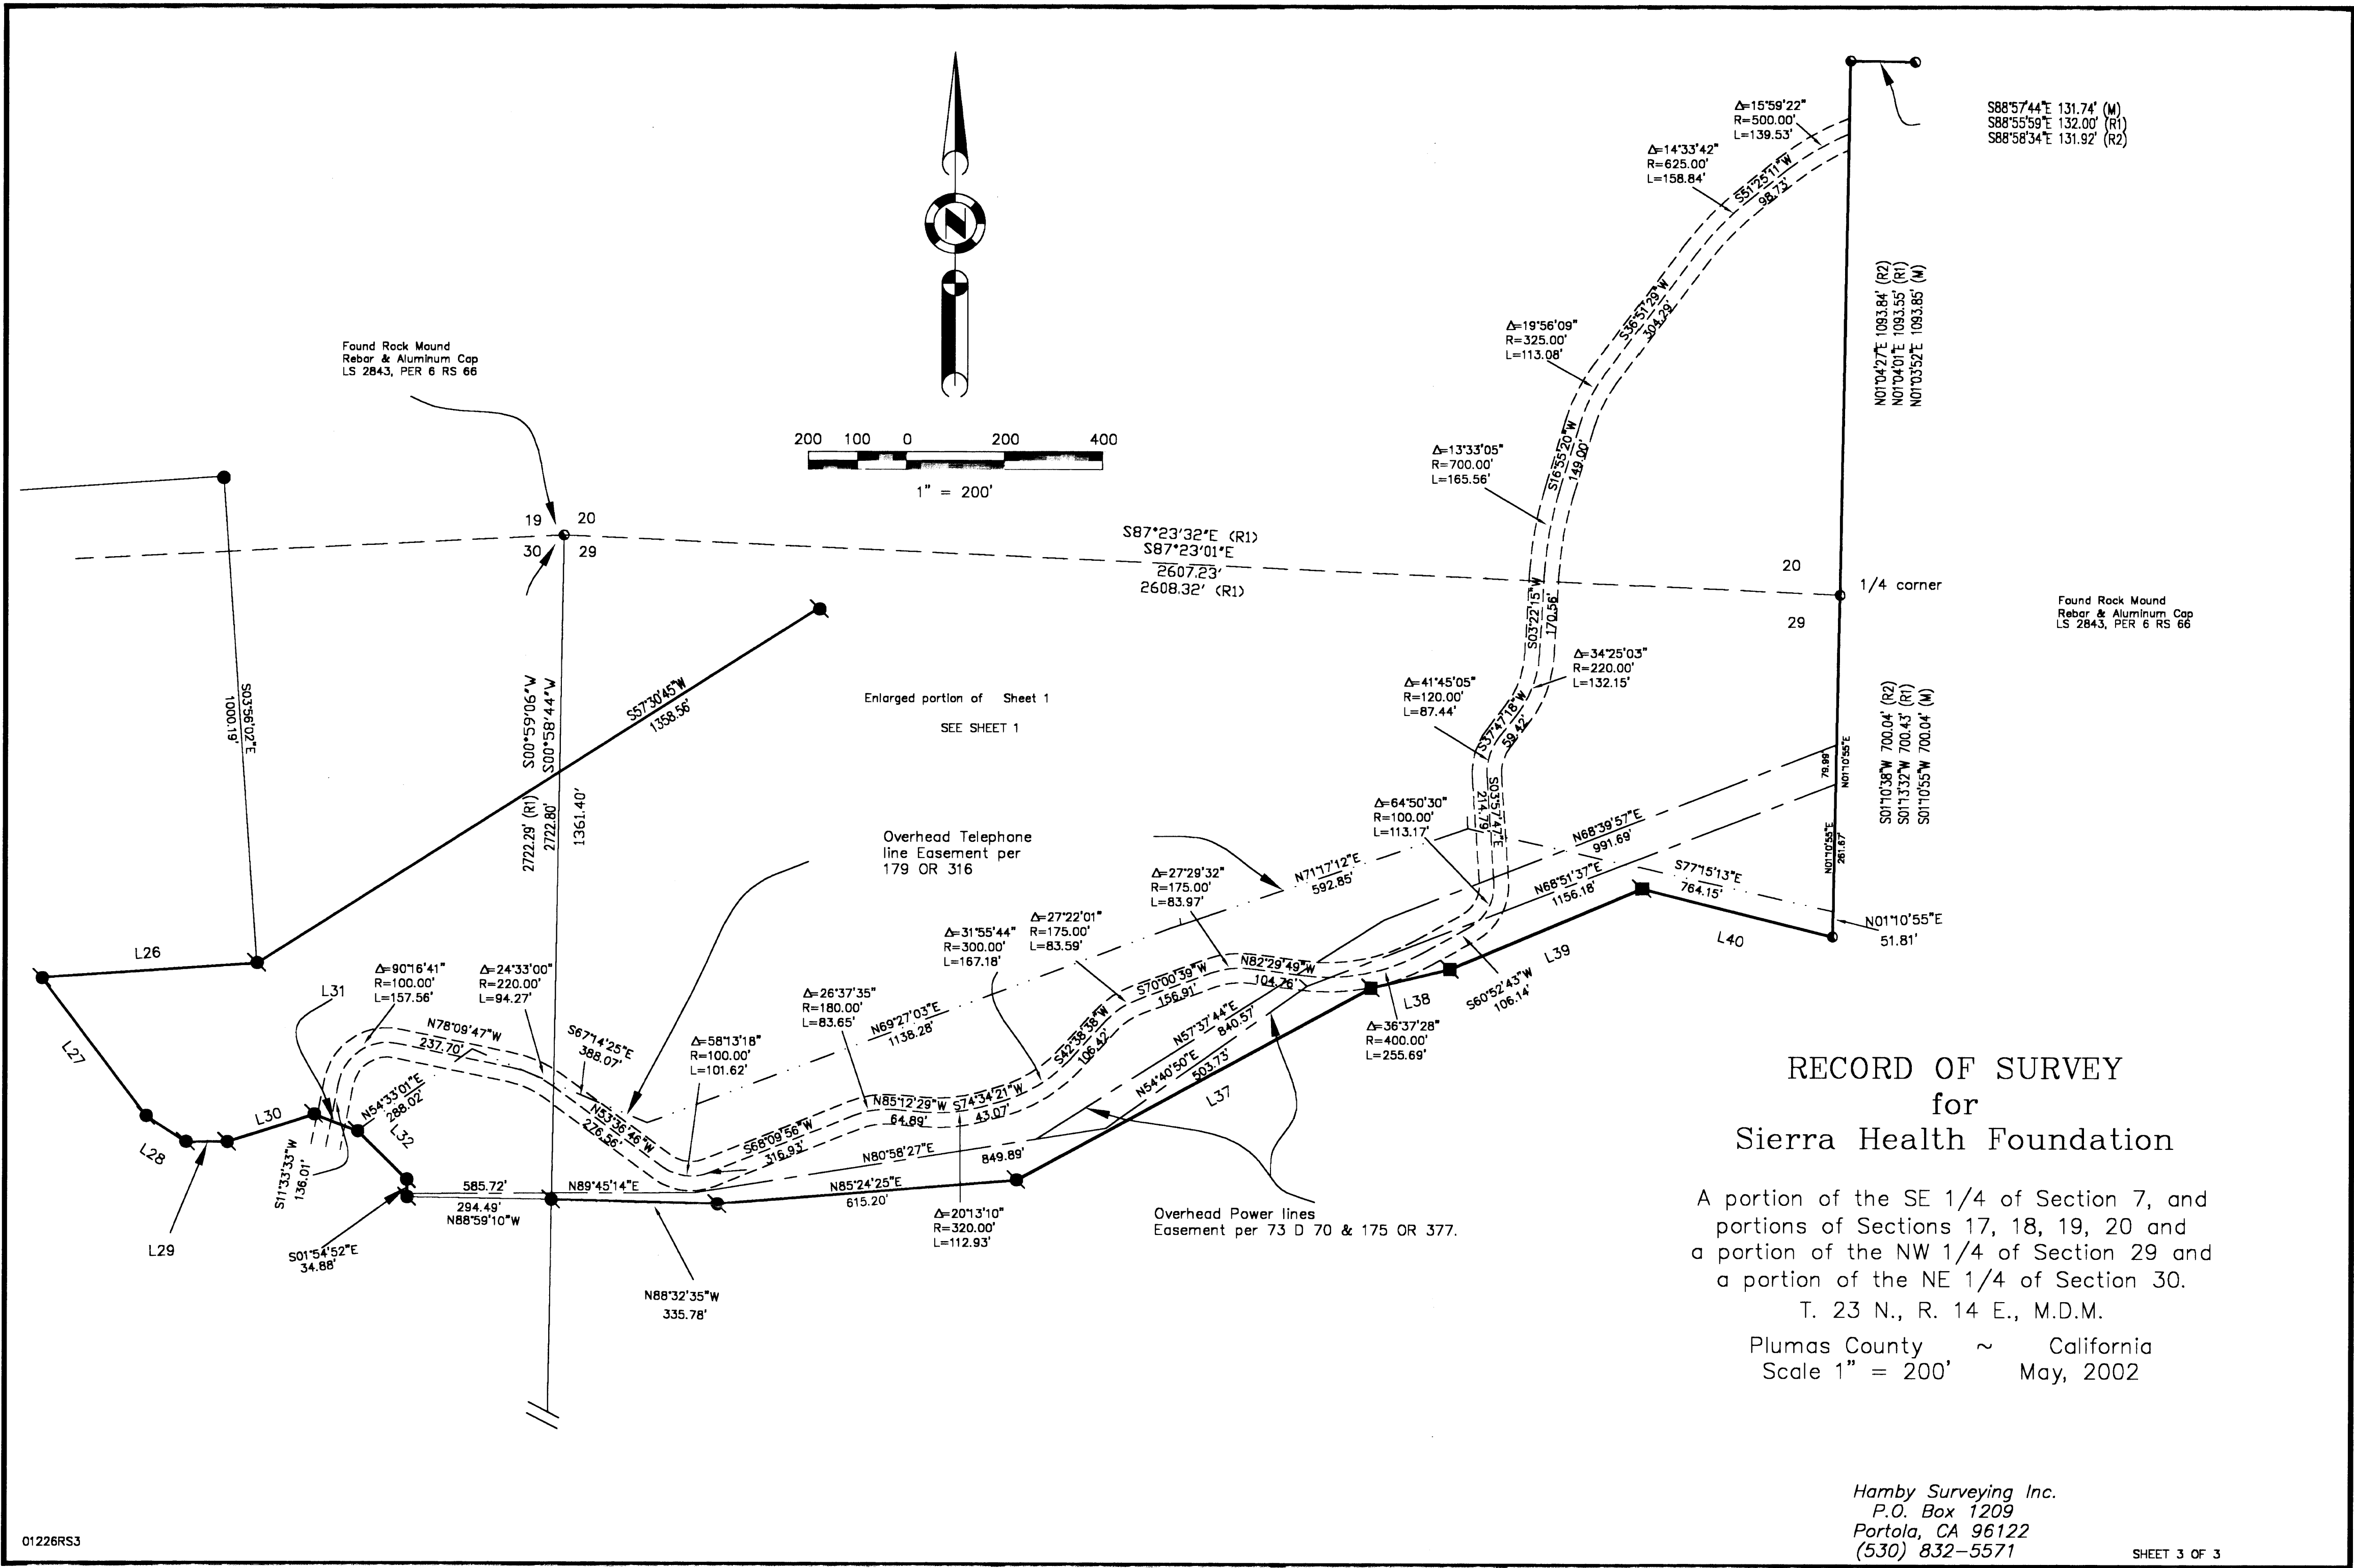 Δ=15°59'22"
R=500.00'
L=139.53'
S88°57'44"E 131.74' (M)
S88°55'59"E 132.00' (R1)
S88°58'34"E 131.92' (R2)
Δ=14°33'42"
R=625.00'
L=158.84'
S51°25'11"W
98.73'
N01°04'27"E 1093.84' (R2)
N01°04'01"E 1093.55' (R1)
N01°03'52"E 1093.85' (M)
S36°51'29"W
304.29'
Δ=19°56'09"
R=325.00'
L=113.08'
Found Rock Mound
Rebar & Aluminum Cap
LS 2843, PER 6 RS 66
N
200 100 0 200 400
1" = 200'
Δ=13°33'05"
R=700.00'
L=165.56'
S16°55'20"W
149.00'
19 20
30 29
S87°23'32"E (R1)
S87°23'01"E
2607.23'
2608.32' (R1)
20
29
1/4 corner
Found Rock Mound
Rebar & Aluminum Cap
LS 2843, PER 6 RS 66
S03°22'15"W
170.56'
S03°56'02"E
1000.19'
S00°59'06"W
S00°58'44"W
2722.29' (R1)
2722.80'
1361.40'
S57°30'45"W
1358.56'
Enlarged portion of Sheet 1
SEE SHEET 1
Δ=34°25'03"
R=220.00'
L=132.15'
Δ=41°45'05"
R=120.00'
L=87.44'
S37°47'18"W
59.42'
S01°10'38"W 700.04' (R2)
S01°13'32"W 700.43' (R1)
S01°10'55"W 700.04' (M)
79.99'
N01°10'55"E
N01°10'55"E
261.67'
S03°57'47"E
214.79'
Δ=64°50'30"
R=100.00'
L=113.17'
Overhead Telephone
line Easement per
179 OR 316
N71°17'12"E
592.85'
N68°39'57"E
991.69'
N68°51'37"E
1156.18'
S77°15'13"E
764.15'
N01°10'55"E
51.81'
Δ=27°29'32"
R=175.00'
L=83.97'
Δ=27°22'01"
R=175.00'
L=83.59'
Δ=31°55'44"
R=300.00'
L=167.18'
L26
L31
Δ=90°16'41"
R=100.00'
L=157.56'
Δ=24°33'00"
R=220.00'
L=94.27'
Δ=26°37'35"
R=180.00'
L=83.65'
N69°27'03"E
1138.28'
S70°00'39"W
156.91'
N82°29'49"W
104.76'
L38
L39
L40
S60°52'43"W
106.14'
N78°09'47"W
237.70'
S67°14'25"E
388.07'
Δ=58°13'18"
R=100.00'
L=101.62'
S42°38'38"W
106.42'
N57°37'44"E
840.57'
N54°40'50"E
503.73'
Δ=36°37'28"
R=400.00'
L=255.69'
L27
L30
N54°33'01"E
288.02'
L32
N53°36'46"W
276.56'
N85°12'29"W
64.89'
S74°34'21"W
43.07'
L37
L28
S68°09'56"W
316.93'
N80°58'27"E
849.89'
S11°33'33"W
136.01'
585.72'
N89°45'14"E
294.49'
N88°59'10"W
N85°24'25"E
615.20'
L29
S01°54'52"E
34.88'
Δ=20°13'10"
R=320.00'
L=112.93'
Overhead Power lines
Easement per 73 D 70 & 175 OR 377.
N88°32'35"W
335.78'
RECORD OF SURVEY
for
Sierra Health Foundation
A portion of the SE 1/4 of Section 7, and
portions of Sections 17, 18, 19, 20 and
a portion of the NW 1/4 of Section 29 and
a portion of the NE 1/4 of Section 30.
T. 23 N., R. 14 E., M.D.M.
Plumas County ~ California
Scale 1" = 200' May, 2002
Hamby Surveying Inc.
P.O. Box 1209
Portola, CA 96122
(530) 832-5571
01226RS3
SHEET 3 OF 3